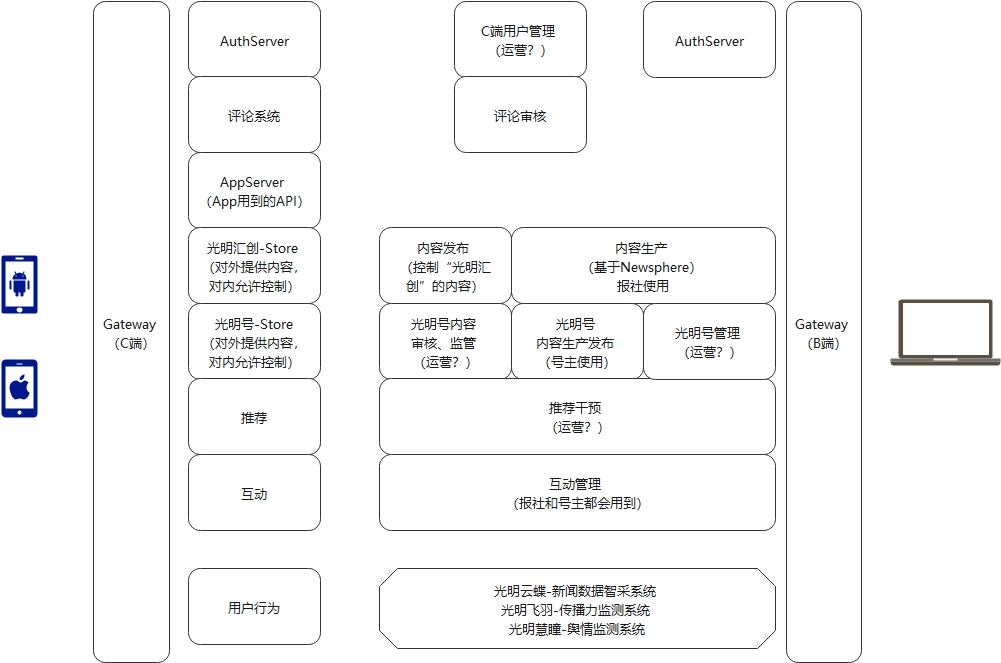 AuthServer
C端用户管理
(运营？)
AuthServer
评论系统
评论审核
AppServer
(App用到的API)
光明汇创-Store
(对外提供内容，
对内允许控制)
内容发布
(控制“光明汇
创”的内容)
内容生产
(基于Newsphere)
报社使用
Gateway
(C端)
光明号-Store
(对外提供内容，
对内允许控制)
光明号内容
审核、监管
(运营？)
光明号
内容生产发布
(号主使用)
光明号管理
(运营？)
Gateway
(B端)
推荐
推荐干预
(运营？)
互动
互动管理
(报社和号主都会用到)
用户行为
光明云蝶-新闻数据智采系统
光明飞羽-传播力监测系统
光明慧瞳-舆情监测系统